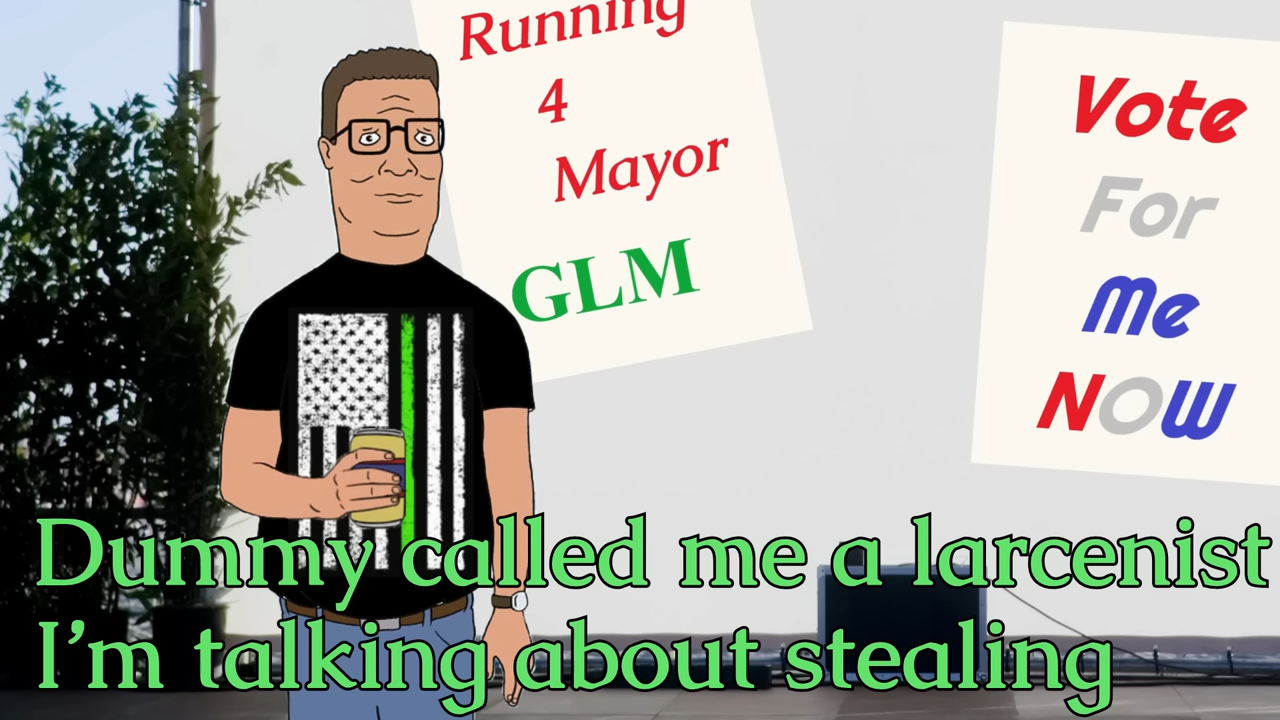 Running
4
Mayor
GLM
Vote
For
Me
NOW
Dummy called me a larcenist
I'm talking about stealing